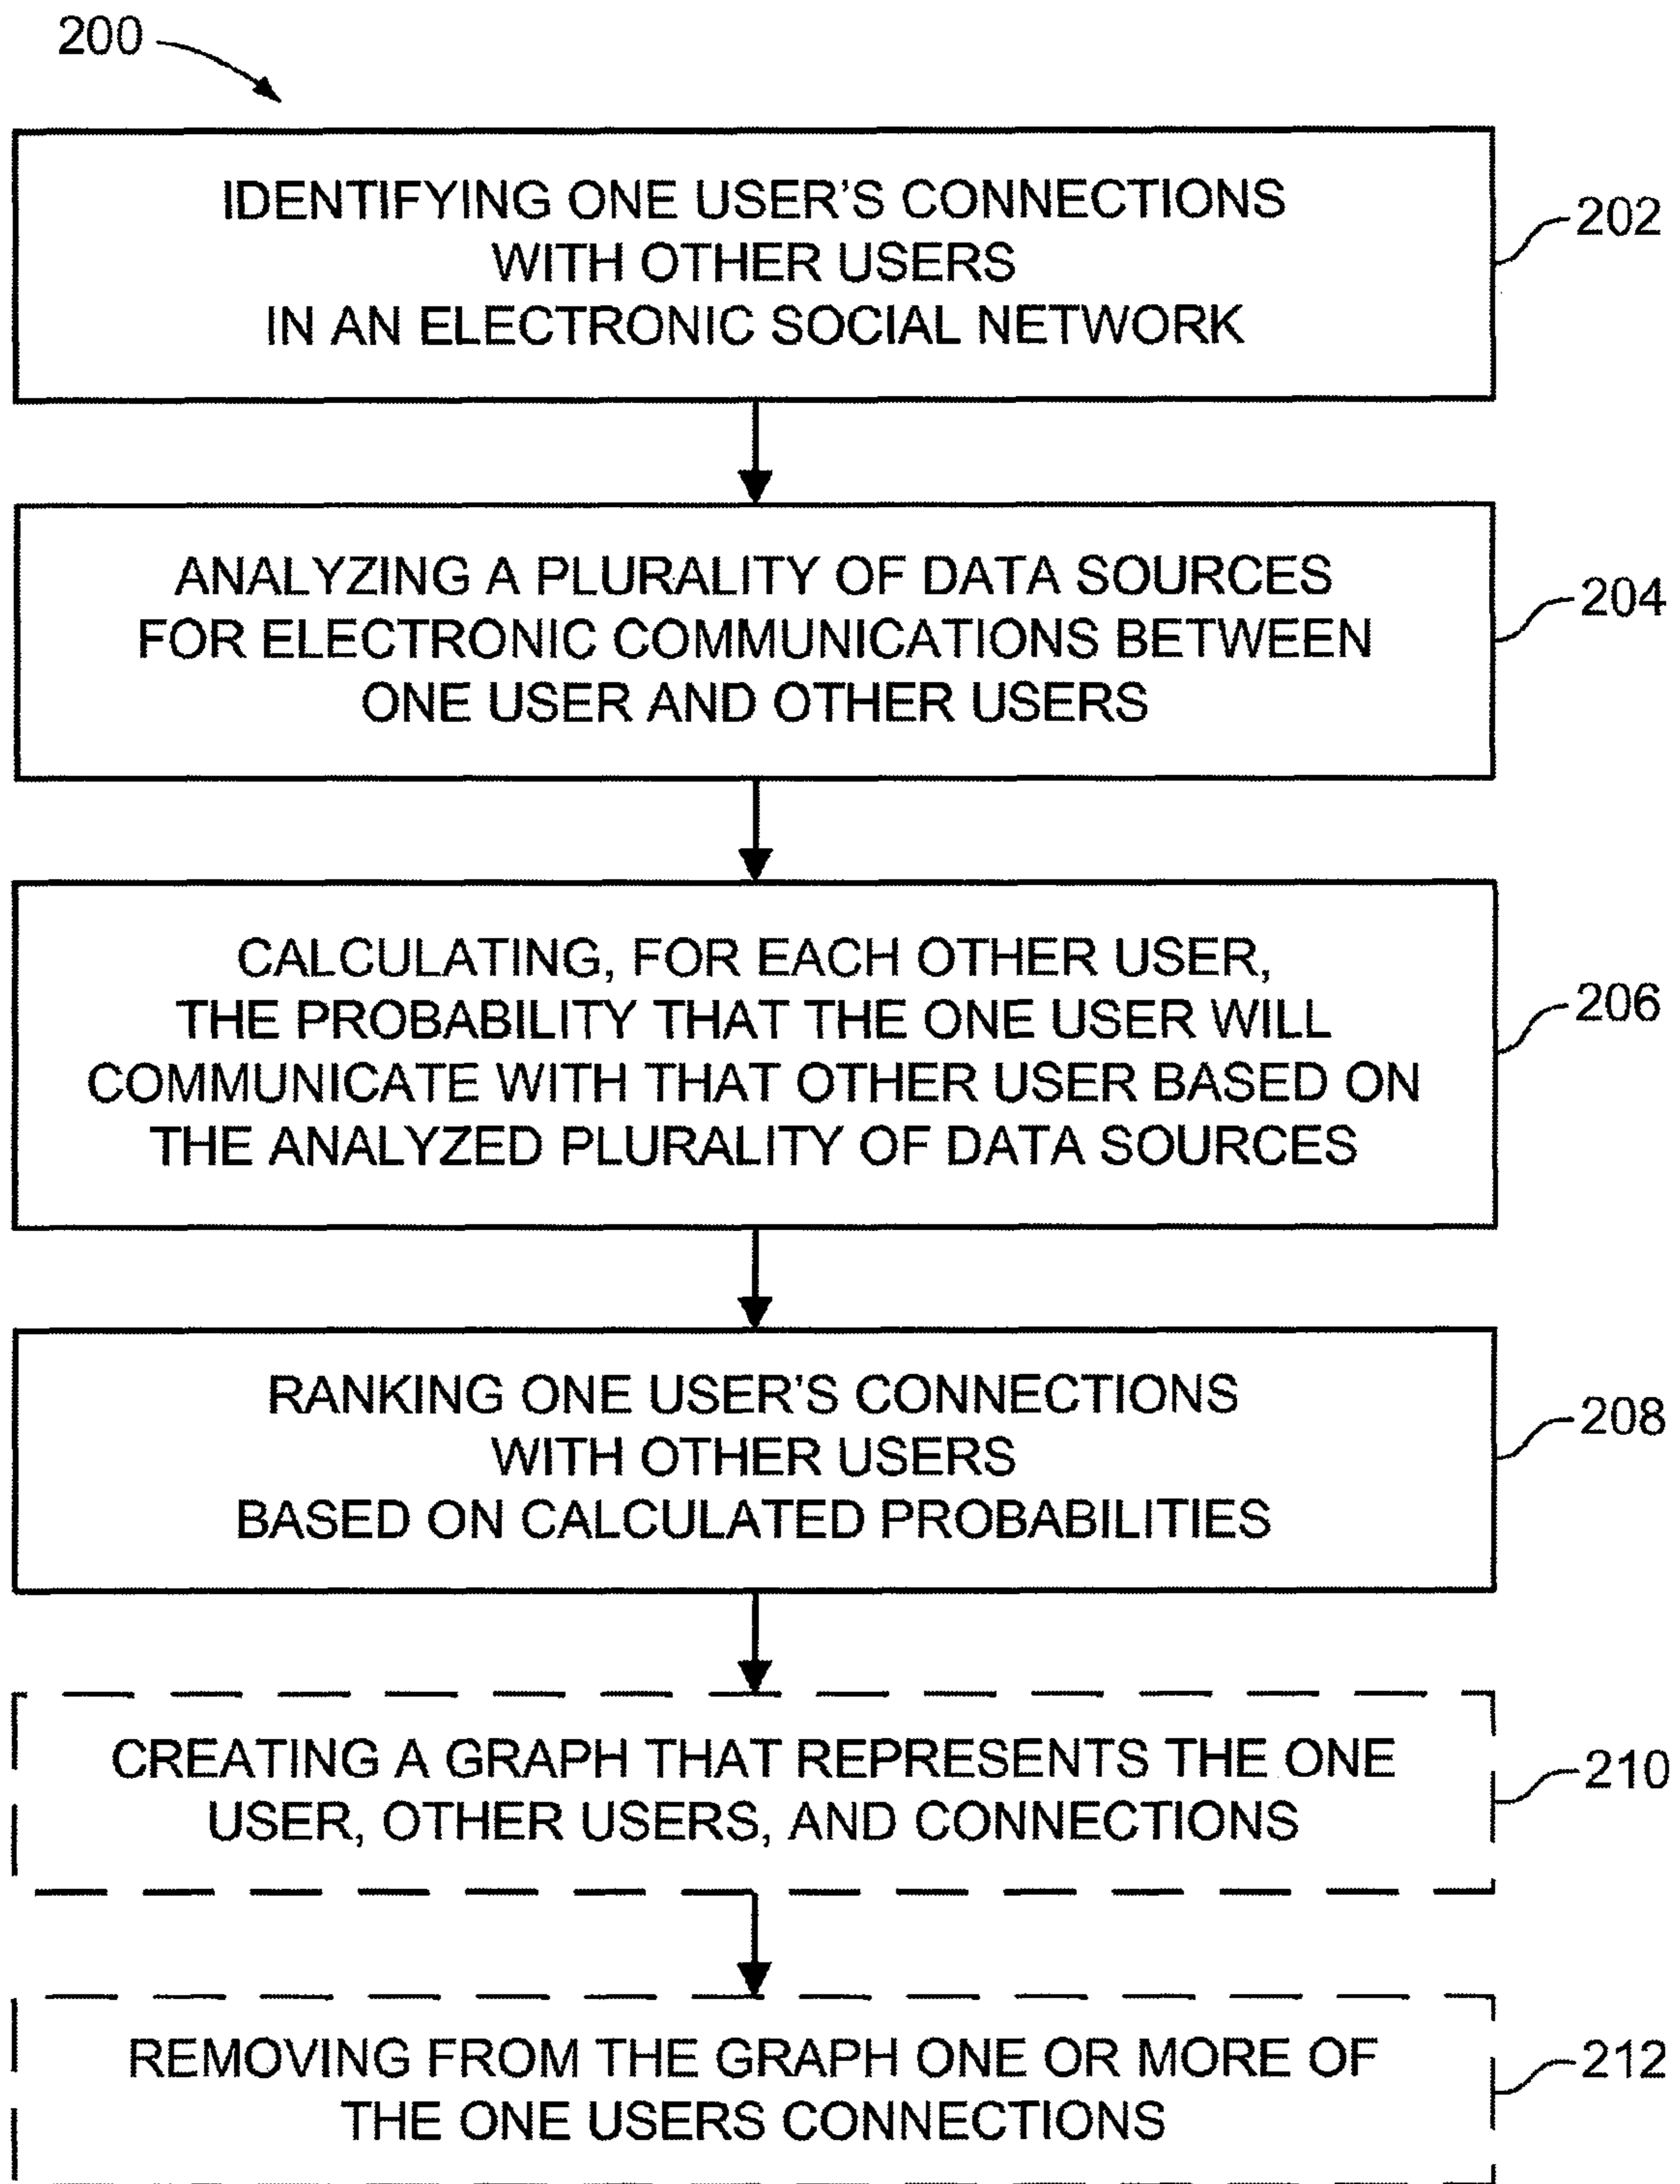 200
IDENTIFYING ONE USER'S CONNECTIONS
WITH OTHER USERS
IN AN ELECTRONIC SOCIAL NETWORK
202
ANALYZING A PLURALITY OF DATA SOURCES
FOR ELECTRONIC COMMUNICATIONS BETWEEN
ONE USER AND OTHER USERS
204
CALCULATING, FOR EACH OTHER USER,
THE PROBABILITY THAT THE ONE USER WILL
COMMUNICATE WITH THAT OTHER USER BASED ON
THE ANALYZED PLURALITY OF DATA SOURCES
206
RANKING ONE USER'S CONNECTIONS
WITH OTHER USERS
BASED ON CALCULATED PROBABILITIES
208
CREATING A GRAPH THAT REPRESENTS THE ONE
USER, OTHER USERS, AND CONNECTIONS
210
REMOVING FROM THE GRAPH ONE OR MORE OF
THE ONE USERS CONNECTIONS
212